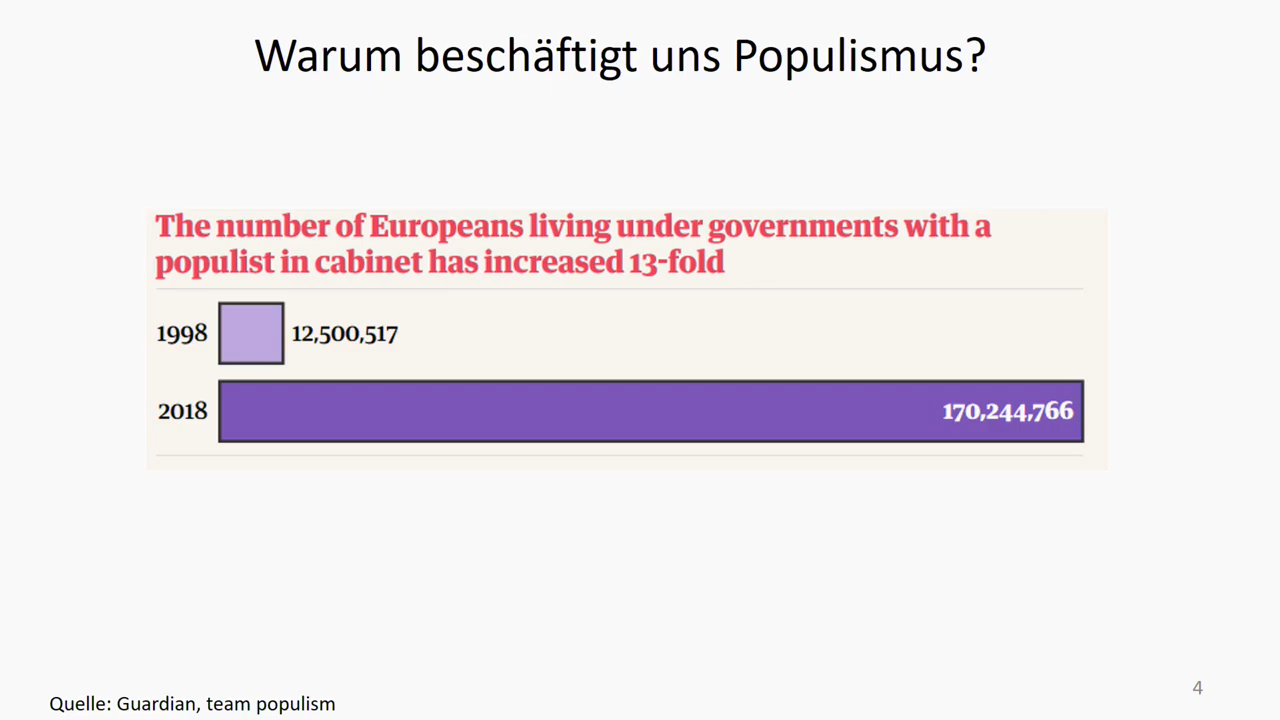 Warum beschäftigt uns Populismus?
The number of Europeans living under governments with a
populist in cabinet has increased 13-fold
1998 12,500,517
2018 170,244,766
4
Quelle: Guardian, team populism